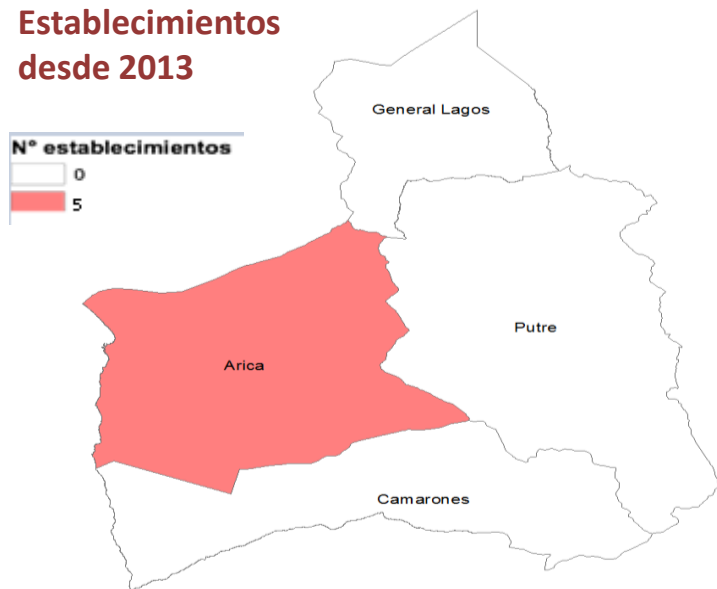 Establecimientos
desde 2013
General Lagos
N° establecimientos
0
5
Putre
Arica
Camarones